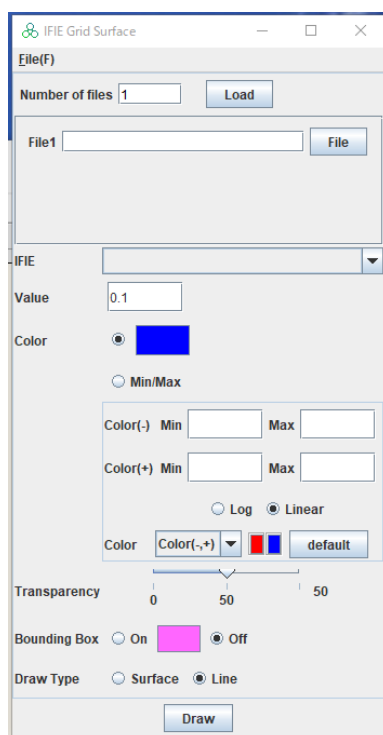 IFIE Grid Surface
File(F)
Number of files 1 Load
File1 File
IFIE
Value 0.1
Color
Min/Max
Color(-) Min Max
Color(+) Min Max
Log Linear
Color Color(-,+) default
Transparency 0 50 50
Bounding Box On Off
Draw Type Surface Line
Draw